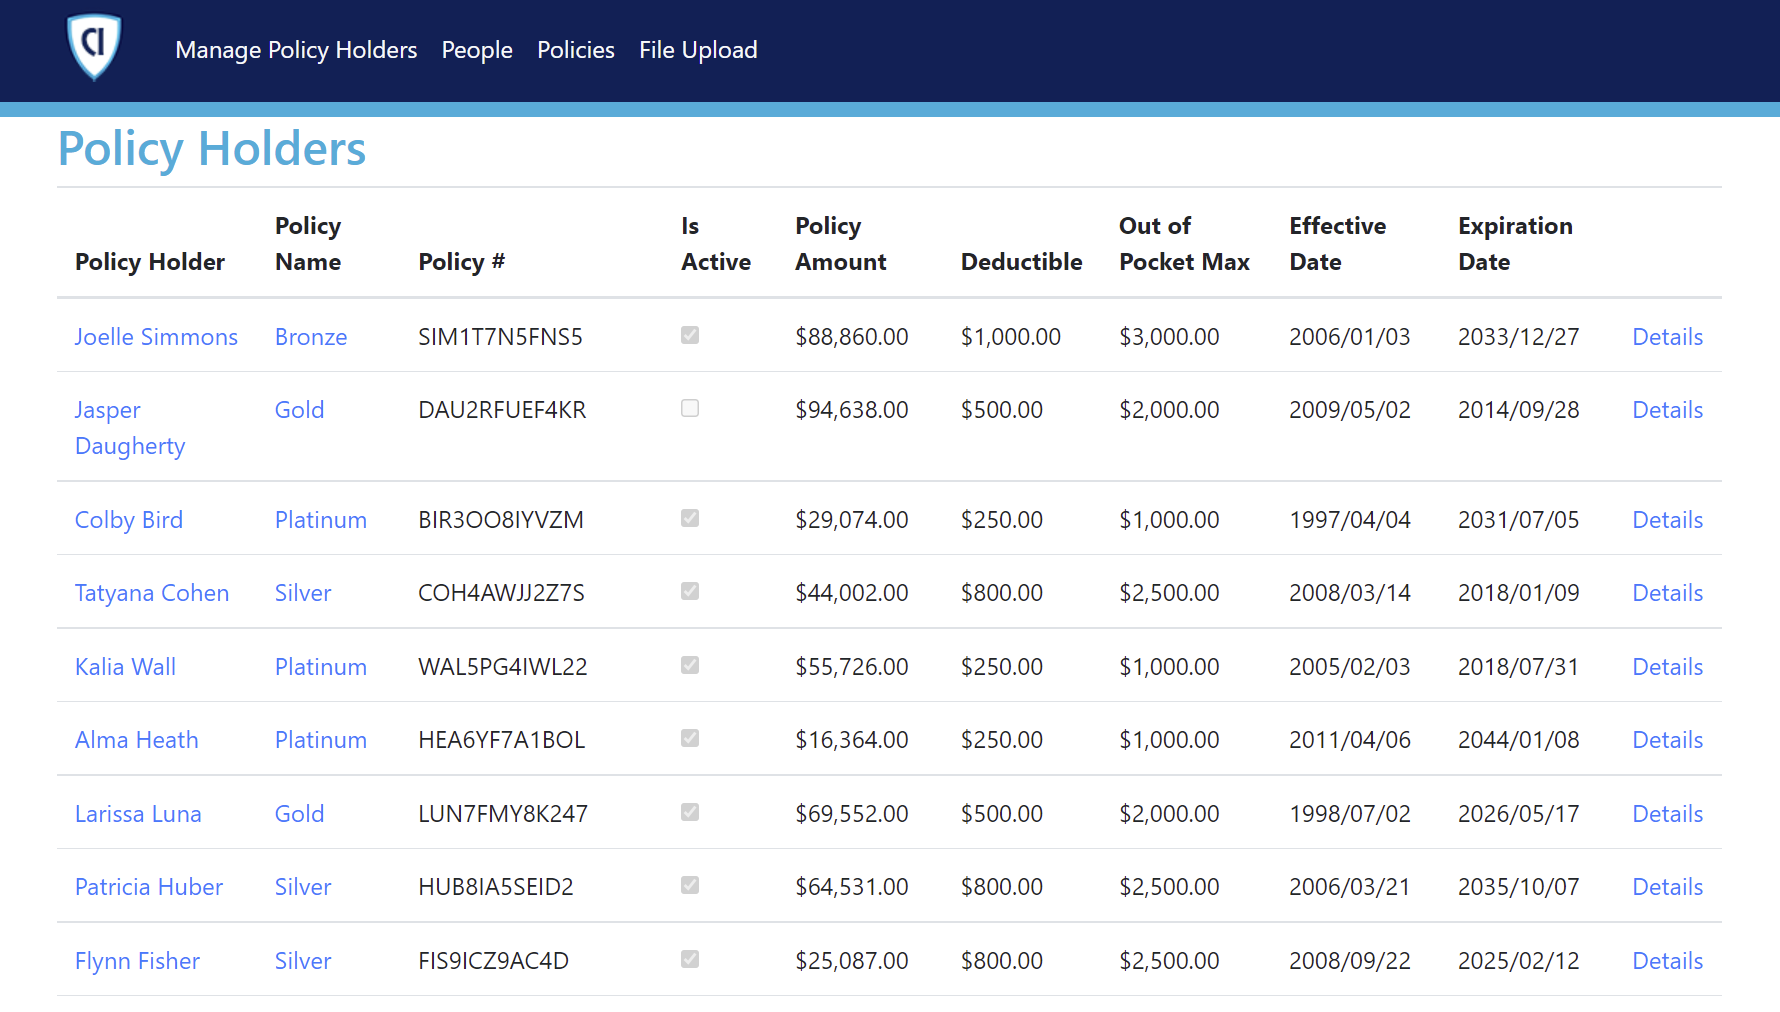 CI
Manage Policy Holders People Policies File Upload
Policy Holders
Policy Holder Policy Name Policy # Is Active Policy Amount Deductible Out of Pocket Max Effective Date Expiration Date
Joelle Simmons Bronze SIM1T7N5FNS5 $88,860.00 $1,000.00 $3,000.00 2006/01/03 2033/12/27 Details
Jasper Daugherty Gold DAU2RFUEF4KR $94,638.00 $500.00 $2,000.00 2009/05/02 2014/09/28 Details
Colby Bird Platinum BIR3OO8IYVZM $29,074.00 $250.00 $1,000.00 1997/04/04 2031/07/05 Details
Tatyana Cohen Silver COH4AWJJ2Z7S $44,002.00 $800.00 $2,500.00 2008/03/14 2018/01/09 Details
Kalia Wall Platinum WAL5PG4IWL22 $55,726.00 $250.00 $1,000.00 2005/02/03 2018/07/31 Details
Alma Heath Platinum HEA6YF7A1BOL $16,364.00 $250.00 $1,000.00 2011/04/06 2044/01/08 Details
Larissa Luna Gold LUN7FMY8K247 $69,552.00 $500.00 $2,000.00 1998/07/02 2026/05/17 Details
Patricia Huber Silver HUB8IA5SEID2 $64,531.00 $800.00 $2,500.00 2006/03/21 2035/10/07 Details
Flynn Fisher Silver FIS9ICZ9AC4D $25,087.00 $800.00 $2,500.00 2008/09/22 2025/02/12 Details